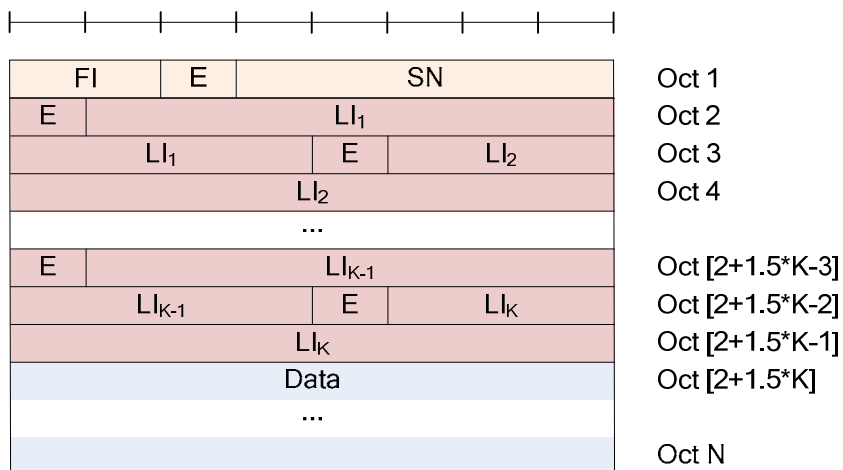 FI E SN Oct 1
E LI₁ Oct 2
LI₁ E LI₂ Oct 3
LI₂ Oct 4
...
E LIK-1 Oct [2+1.5*K-3]
LIK-1 E LIK Oct [2+1.5*K-2]
LIK Oct [2+1.5*K-1]
Data Oct [2+1.5*K]
...
Oct N